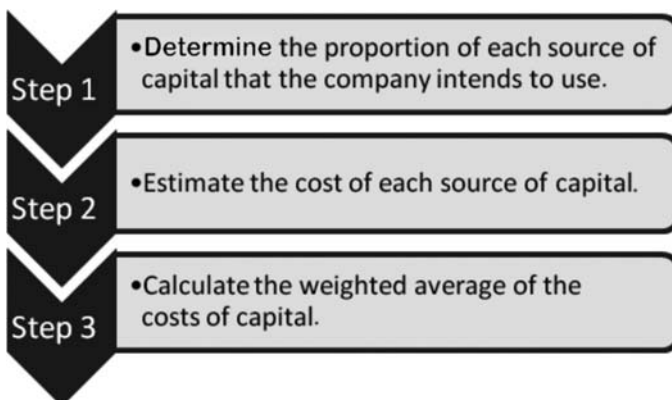 Step 1
•Determine the proportion of each source of
capital that the company intends to use.
Step 2
•Estimate the cost of each source of capital.
Step 3
•Calculate the weighted average of the
costs of capital.